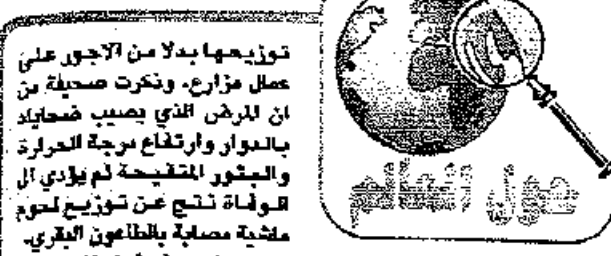 حول العالم
توزيعها بدلا من الاجور على
عمال مزارع. وذكرت صحيفة من
ان المرض الذي يصيب ضحاياه
بالدوار وارتفاع درجة الحرارة
والبثور المتقيحة ثم يؤدي الى
الوفاة نتج عن توزيع لحوم
ماشية مصابة بالطاعون البقري.